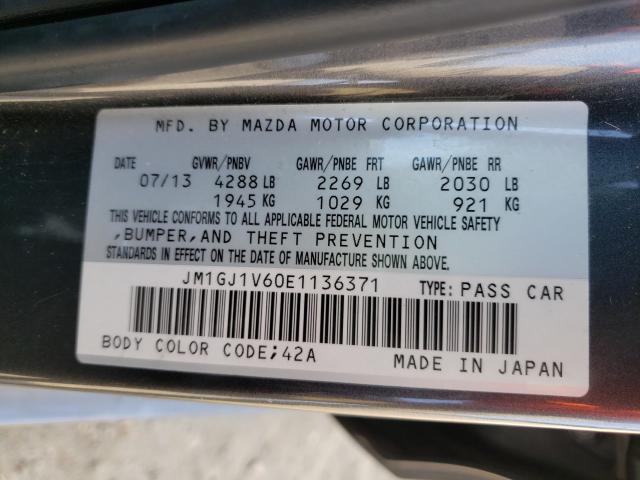 MFD. BY MAZDA MOTOR CORPORATION
DATE GVWR/PNBV GAWR/PNBE FRT GAWR/PNBE RR
07/13 4288 LB 2269 LB 2030 LB
1945 KG 1029 KG 921 KG
THIS VEHICLE CONFORMS TO ALL APPLICABLE FEDERAL MOTOR VEHICLE SAFETY
,BUMPER,AND THEFT PREVENTION
STANDARDS IN EFFECT ON THE DATE OF MANUFACTURE SHOWN ABOVE.
JM1GJ1V60E1136371 TYPE: PASS CAR
BODY COLOR CODE;42A MADE IN JAPAN